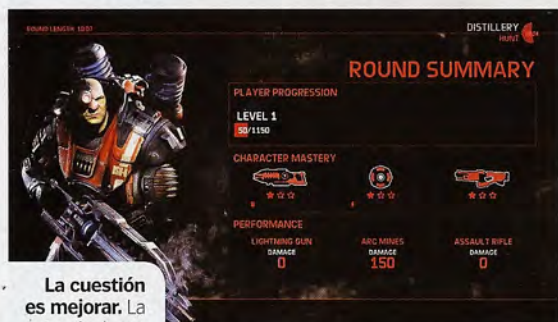 ROUND LENGTH: 10:01
DISTILLERY
HUNT
ROUND SUMMARY
PLAYER PROGRESSION
LEVEL 1
50/1150
CHARACTER MASTERY
PERFORMANCE
LIGHTNING GUN
DAMAGE
0
ARC MINES
DAMAGE
150
ASSAULT RIFLE
DAMAGE
0
La cuestión
es mejorar. La